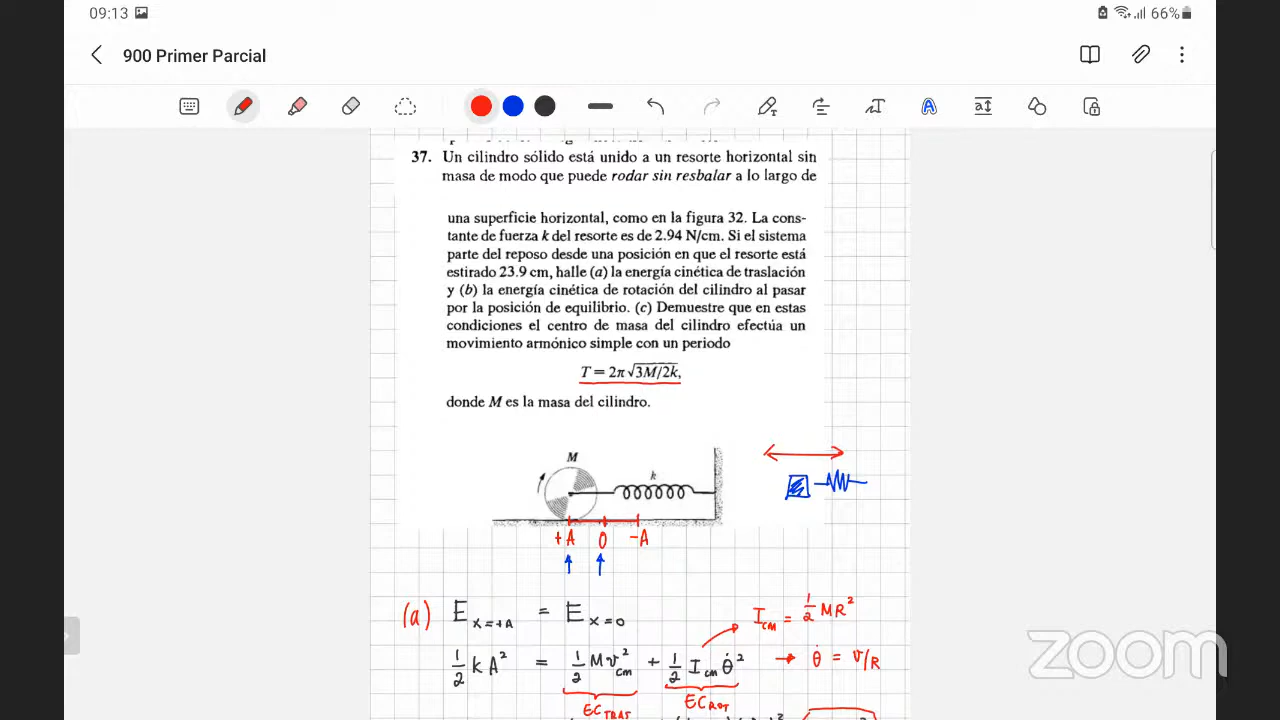 09:13
66%
900 Primer Parcial
37. Un cilindro sólido está unido a un resorte horizontal sin
masa de modo que puede rodar sin resbalar a lo largo de
una superficie horizontal, como en la figura 32. La cons-
tante de fuerza k del resorte es de 2.94 N/cm. Si el sistema
parte del reposo desde una posición en que el resorte está
estirado 23.9 cm, halle (a) la energía cinética de traslación
y (b) la energía cinética de rotación del cilindro al pasar
por la posición de equilibrio. (c) Demuestre que en estas
condiciones el centro de masa del cilindro efectúa un
movimiento armónico simple con un periodo
T = 2π √3M/2k,
donde M es la masa del cilindro.
M
k
+A 0 -A
(a) E x=+A = E x=0
I CM = 1/2 MR²
1/2 k A² = 1/2 M v²cm + 1/2 I cm θ̇² → θ̇ = v/R
EC TRAS EC ROT
zoom